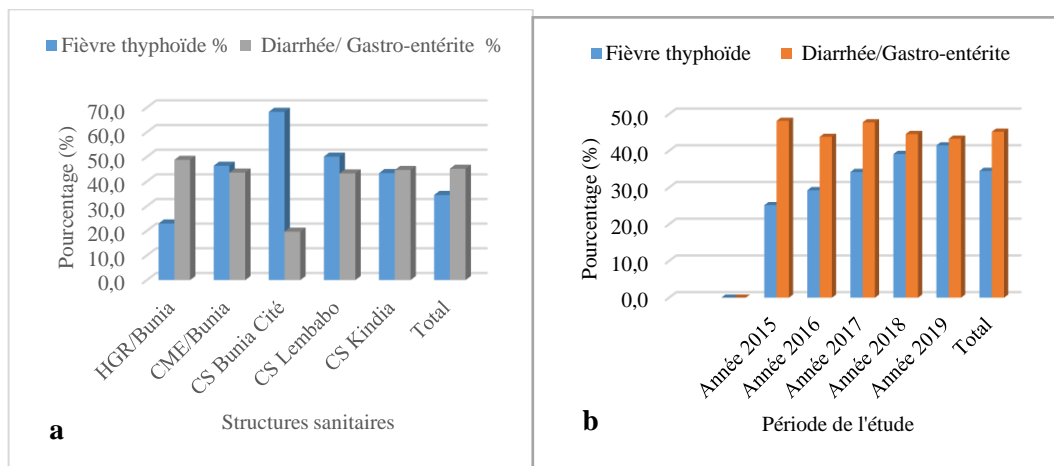 Fièvre thyphoïde % Diarrhée/ Gastro-entérite %
Pourcentage (%)
70,0
60,0
50,0
40,0
30,0
20,0
10,0
0,0
HGR/Bunia
CME/Bunia
CS Bunia Cité
CS Lembabo
CS Kindia
Total
Structures sanitaires
a
Fièvre thyphoïde Diarrhée/Gastro-entérite
Pourcentage (%)
50,0
40,0
30,0
20,0
10,0
0,0
Année 2015
Année 2016
Année 2017
Année 2018
Année 2019
Total
Période de l'étude
b